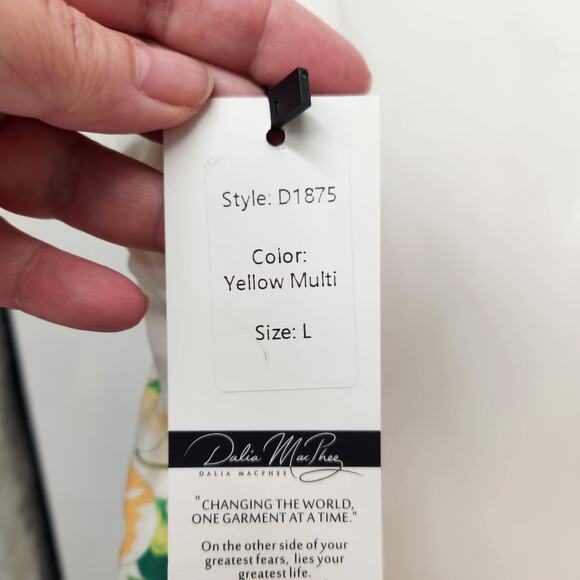 Style: D1875
Color:
Yellow Multi
Size: L
Dalia MacPhee
DALIA MACPHEE
"CHANGING THE WORLD,
ONE GARMENT AT A TIME."
On the other side of your
greatest fears, lies your
greatest life.